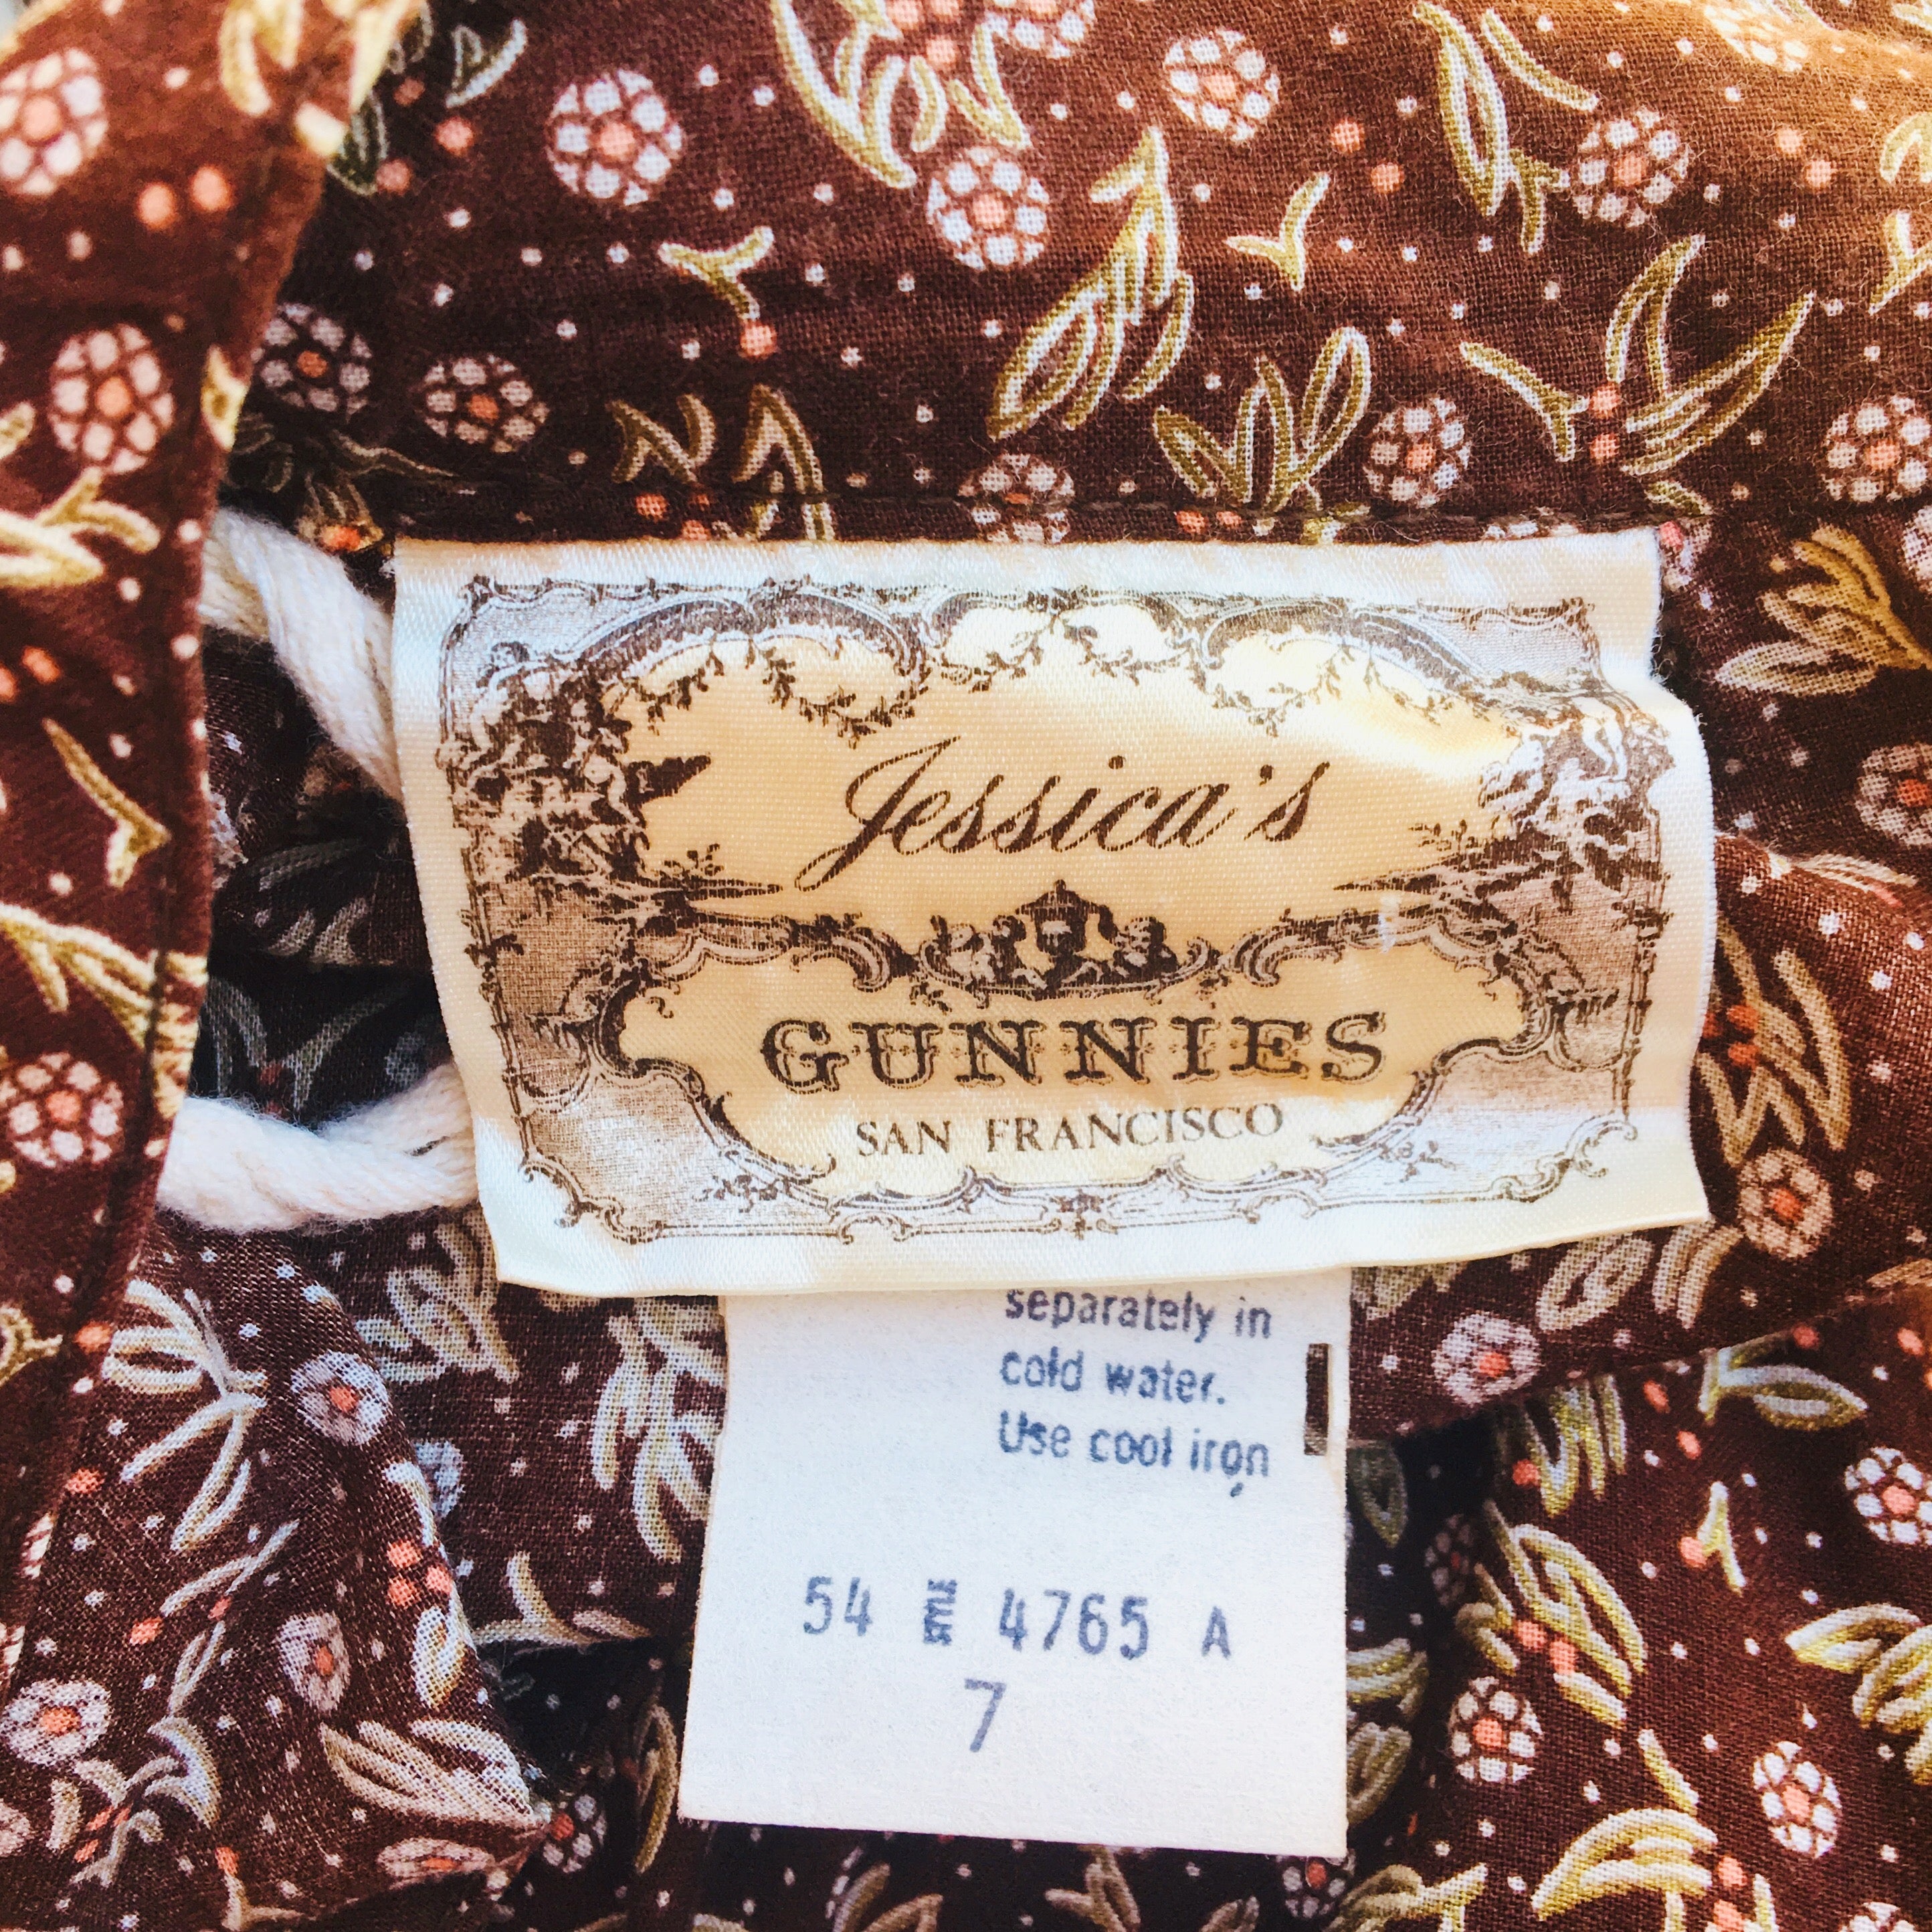 Jessica's
GUNNIES
SAN FRANCISCO
separately in
cold water.
Use cool iron
54 4765 A
7